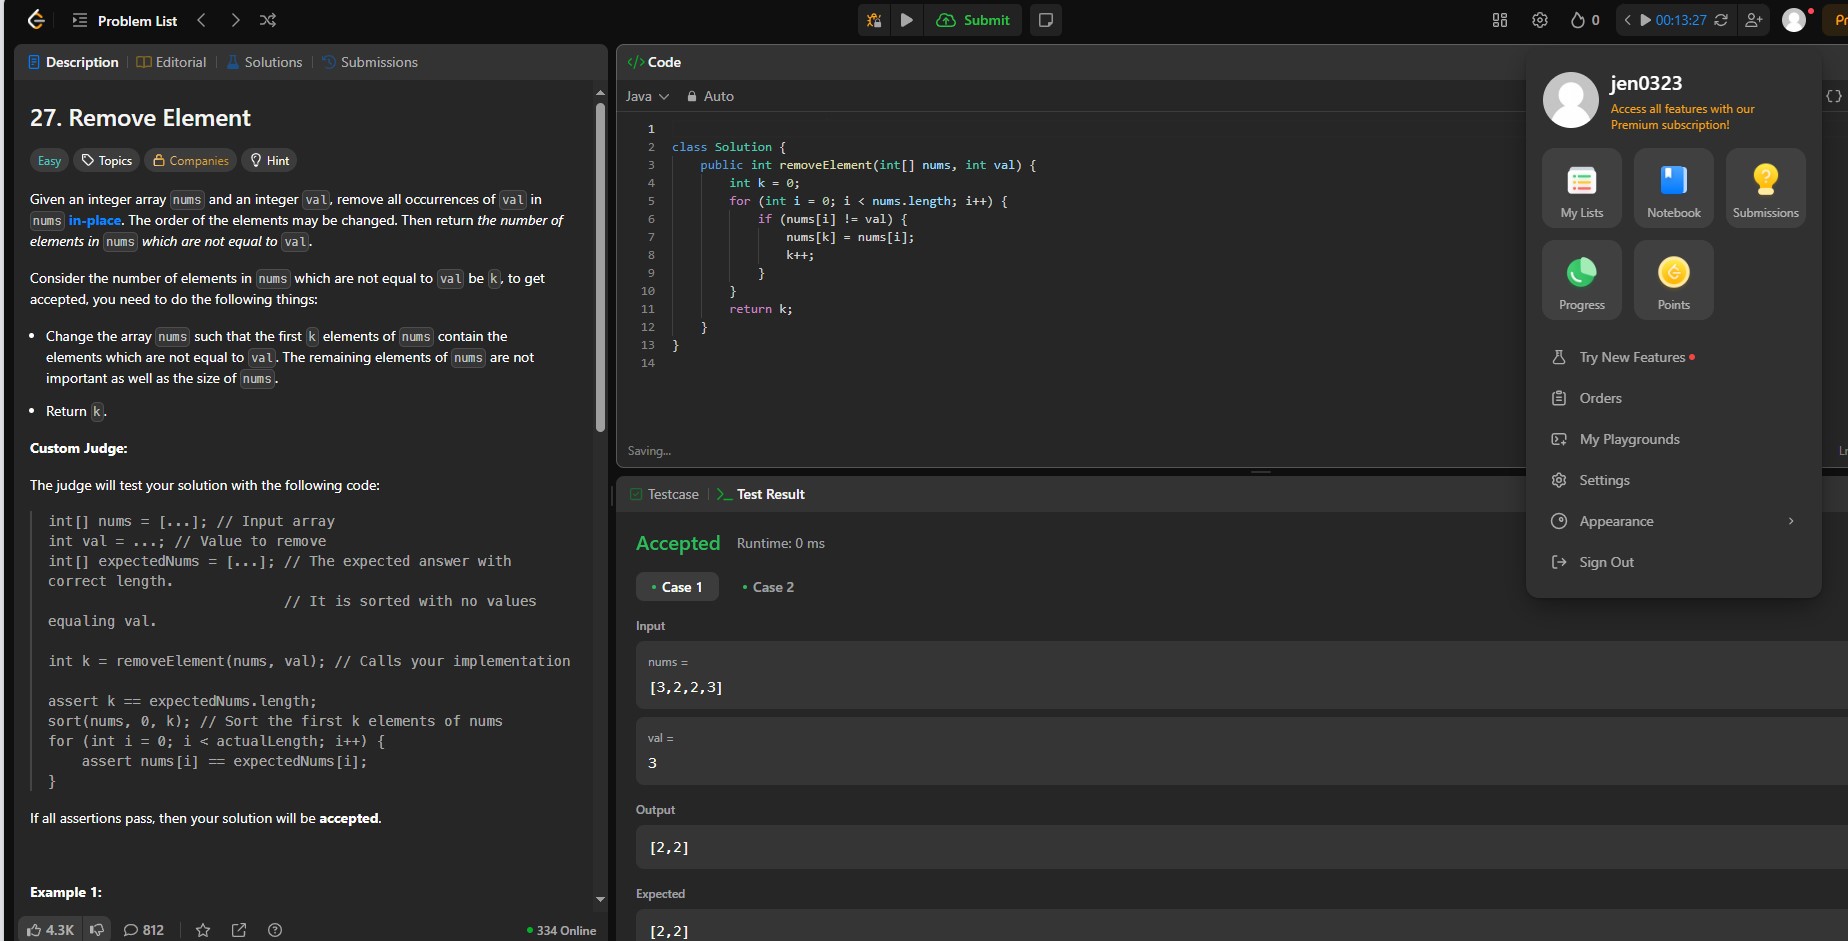 Problem List
Submit
0
00:13:27
Pr
Description
Editorial
Solutions
Submissions
27. Remove Element
Easy
Topics
Companies
Hint
Given an integer array nums and an integer val, remove all occurrences of val in
nums in-place. The order of the elements may be changed. Then return the number of
elements in nums which are not equal to val.
Consider the number of elements in nums which are not equal to val be k, to get
accepted, you need to do the following things:
• Change the array nums such that the first k elements of nums contain the
elements which are not equal to val. The remaining elements of nums are not
important as well as the size of nums.
• Return k.
Custom Judge:
The judge will test your solution with the following code:
int[] nums = [...]; // Input array
int val = ...; // Value to remove
int[] expectedNums = [...]; // The expected answer with
correct length.
// It is sorted with no values
equaling val.
int k = removeElement(nums, val); // Calls your implementation
assert k == expectedNums.length;
sort(nums, 0, k); // Sort the first k elements of nums
for (int i = 0; i < actualLength; i++) {
    assert nums[i] == expectedNums[i];
}
If all assertions pass, then your solution will be accepted.
Example 1:
4.3K
812
334 Online
</> Code
Java
Auto
{}
1
2 class Solution {
3     public int removeElement(int[] nums, int val) {
4         int k = 0;
5         for (int i = 0; i < nums.length; i++) {
6             if (nums[i] != val) {
7                 nums[k] = nums[i];
8                 k++;
9             }
10         }
11         return k;
12     }
13 }
14
Saving...
Ln
Testcase
Test Result
Accepted
Runtime: 0 ms
• Case 1
• Case 2
Input
nums =
[3,2,2,3]
val =
3
Output
[2,2]
Expected
[2,2]
jen0323
Access all features with our
Premium subscription!
My Lists
Notebook
Submissions
Progress
Points
Try New Features
Orders
My Playgrounds
Settings
Appearance
Sign Out